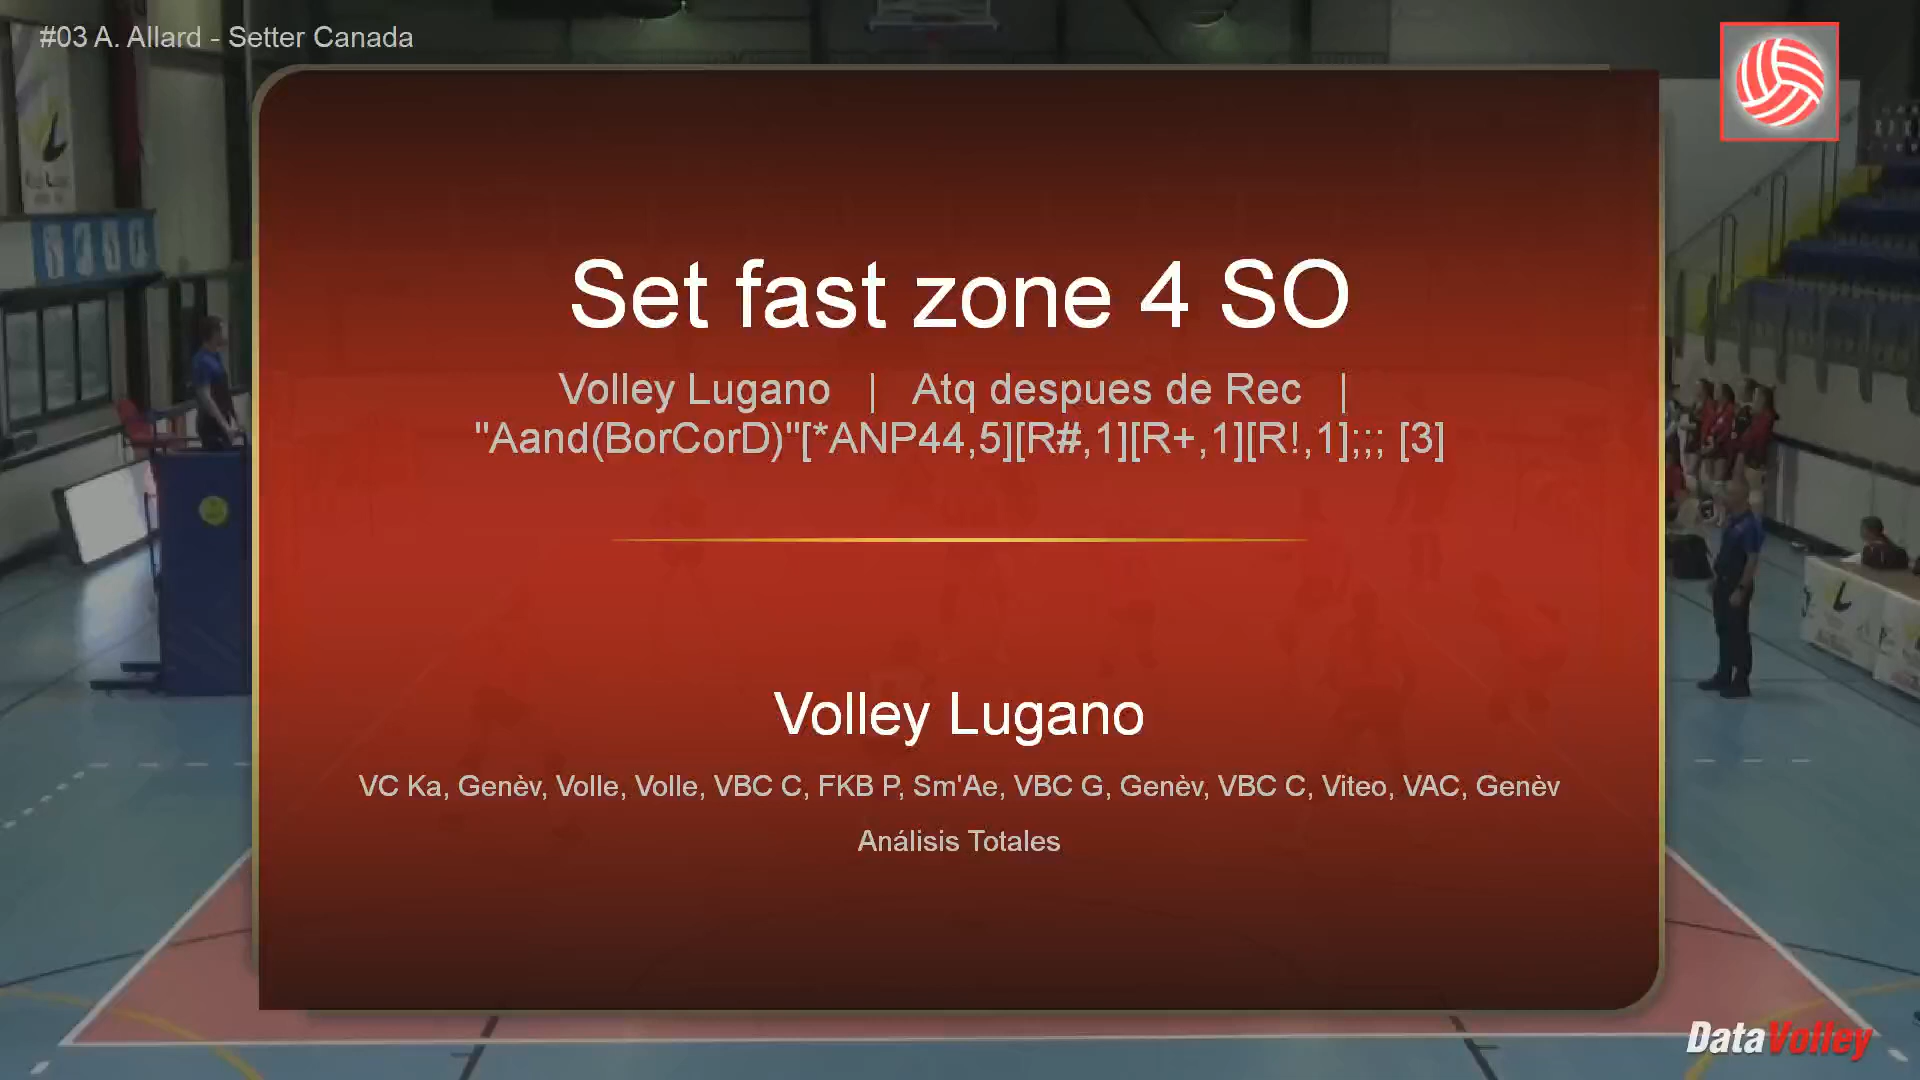 #03 A. Allard - Setter Canada
Set fast zone 4 SO
Volley Lugano | Atq despues de Rec |
"Aand(BorCorD)"[*ANP44,5][R#,1][R+,1][R!,1];;; [3]
Volley Lugano
VC Ka, Genèv, Volle, Volle, VBC C, FKB P, Sm'Ae, VBC G, Genèv, VBC C, Viteo, VAC, Genèv
Análisis Totales
DataVolley